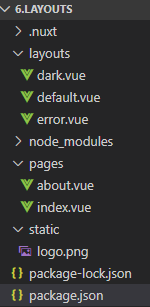 6.LAYOUTS
.nuxt
layouts
dark.vue
default.vue
error.vue
node_modules
pages
about.vue
index.vue
static
logo.png
package-lock.json
package.json